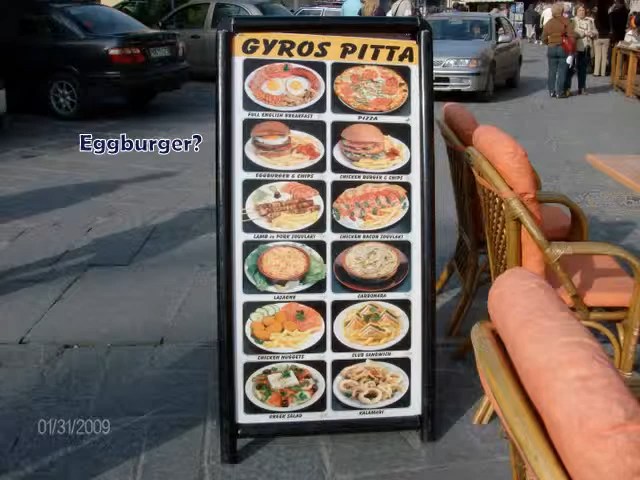 GYROS PITTA
FULL ENGLISH BREAKFAST
PIZZA
Eggburger?
EGGBURGER & CHIPS
CHICKEN BURGER & CHIPS
LAMB or PORK SOUVLAKI
CHICKEN BACON SOUVLAKI
LAZAGNE
CARBONARA
CHICKEN NUGGETS
CLUB SANDWICH
GREEK SALAD
KALAMARI
01/31/2009